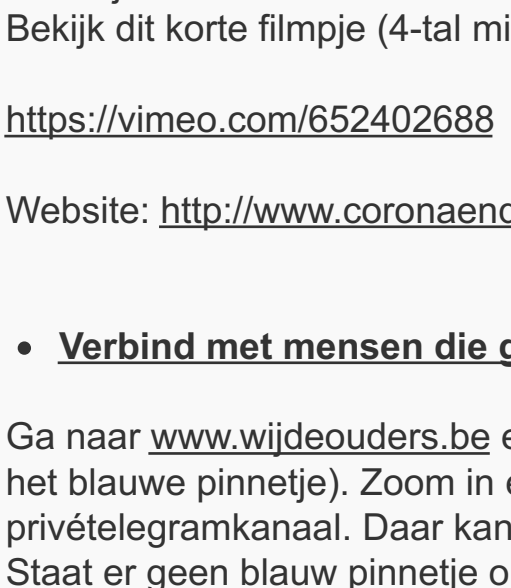 Bekijk dit korte filmpje (4-tal mi
https://vimeo.com/652402688
Website: http://www.coronaend
• Verbind met mensen die g
Ga naar www.wijdeouders.be e
het blauwe pinnetje). Zoom in e
privételegramkanaal. Daar kan
Staat er geen blauw pinnetje o